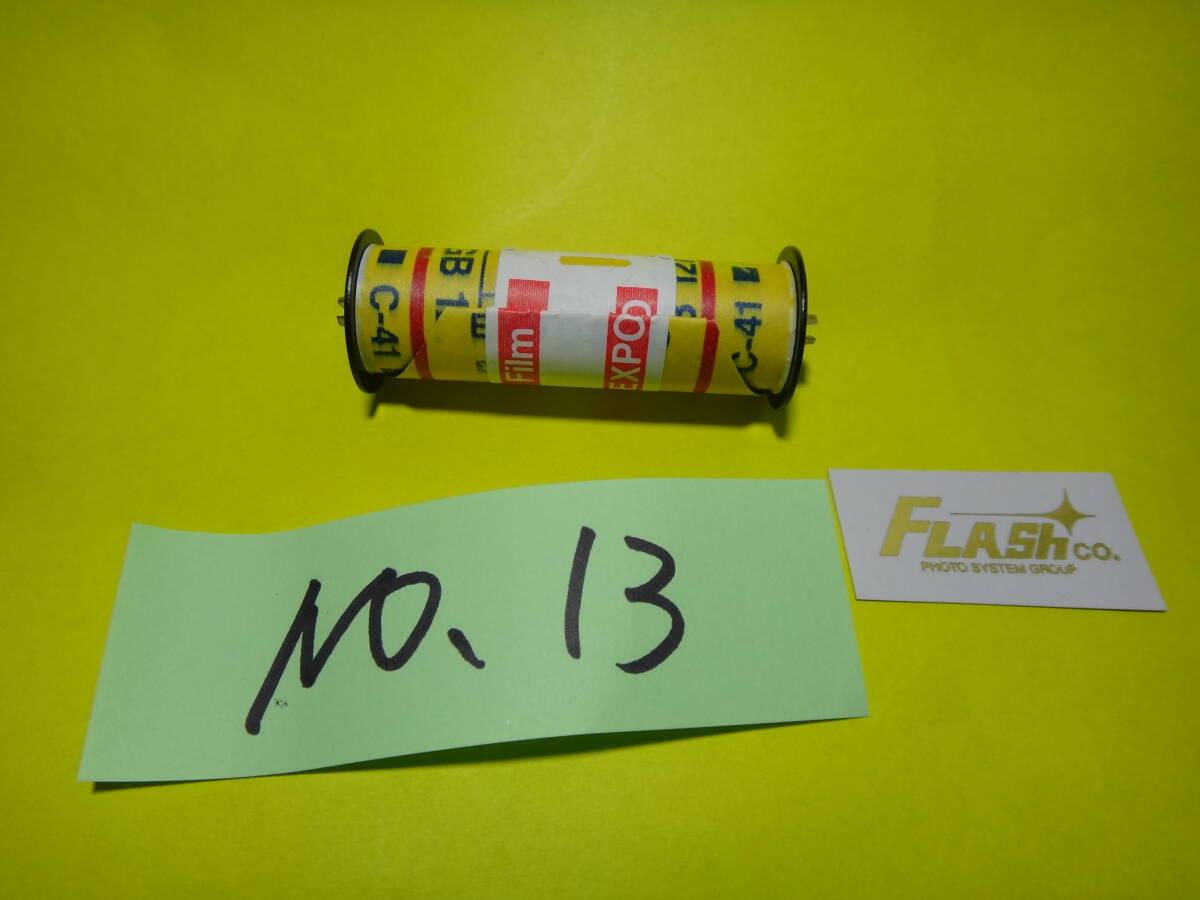 C-41
Film
EXPO
C-41
NO. 13
FLASH CO.
PHOTO SYSTEM GROUP